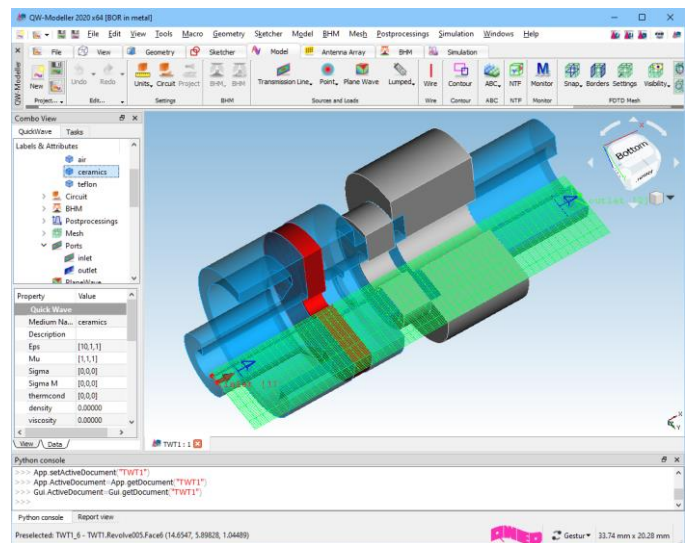 QW-Modeller 2020 x64 [BOR in metal]
File Edit View Tools Macro Geometry Sketcher Model BHM Mesh Postprocessings Simulation Windows Help
File View Geometry Sketcher Model Antenna Array BHM Simulation
QW-Modeller
New Undo Redo Units Circuit Project BHM BHM Transmission Line Point Plane Wave Lumped Wire Contour ABC NTF Monitor Snap Borders Settings Visibility
Project... Edit... Settings BHM Sources and Loads Wire Contour ABC NTF Monitor FDTD Mesh
Combo View
QuickWave Tasks
Labels & Attributes
air
ceramics
teflon
Circuit
BHM
Postprocessings
Mesh
Ports
inlet
outlet
PlaneWave
Property Value
Quick Wave
Medium Na... ceramics
Description
Eps [10,1,1]
Mu [1,1,1]
Sigma [0,0,0]
Sigma M [0,0,0]
thermcond [0,0,0]
density 0.00000
viscosity 0.00000
View Data
Bottom
X
Y
TWT1 : 1
Python console
>>> App.setActiveDocument("TWT1")
>>> App.ActiveDocument=App.getDocument("TWT1")
>>> Gui.ActiveDocument=Gui.getDocument("TWT1")
>>>
Python console Report view
Preselected: TWT1_6 - TWT1.Revolve005.Face6 (14.6547, 5.89828, 1.04489)
QWED
Gestur
33.74 mm x 20.28 mm